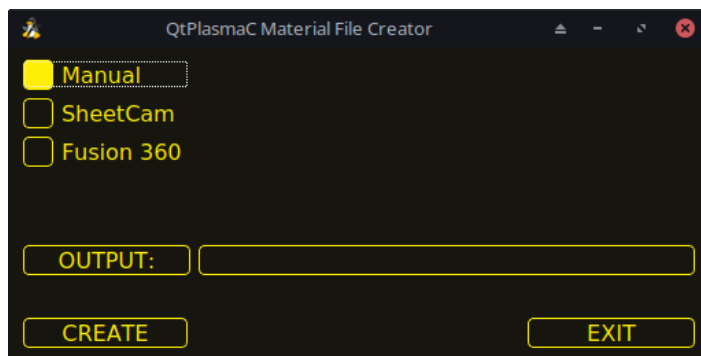 QtPlasmaC Material File Creator
Manual
SheetCam
Fusion 360
OUTPUT:
CREATE EXIT